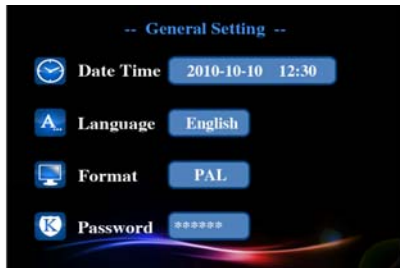 -- General Setting --
Date Time 2010-10-10 12:30
A... Language English
Format PAL
K Password ******